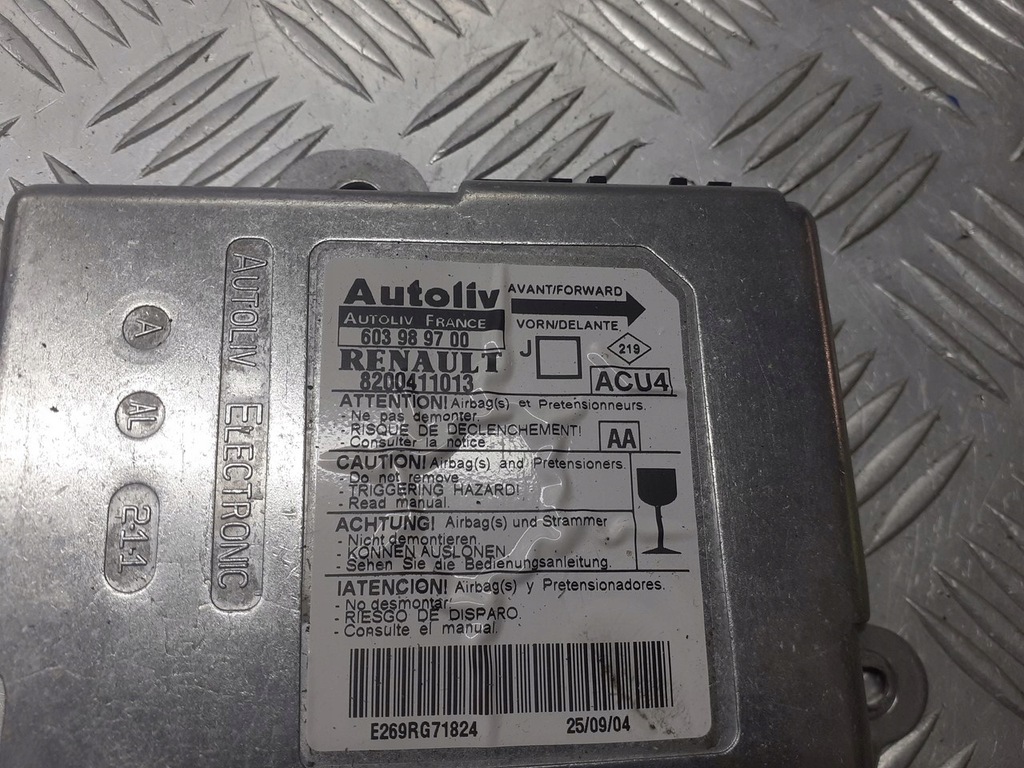 AUTOLIV ELECTRONIC
A
AL
21-1
Autoliv
AUTOLIV FRANCE
603 98 97 00
RENAULT
8200411013
AVANT/FORWARD
VORN/DELANTE
J
219
ACU4
ATTENTION! Airbag(s) et Pretensionneurs.
- Ne pas demonter.
- RISQUE DE DECLENCHEMENT!
- Consulter la notice.
AA
CAUTION! Airbag(s) and Pretensioners.
- Do not remove
- TRIGGERING HAZARD!
- Read manual.
ACHTUNG! Airbag(s) und Strammer
- Nicht demontieren.
- KONNEN AUSLONEN
- Sehen Sie die Bedienungsanleitung.
IATENCION! Airbag(s) y Pretensionadores.
- No desmontar.
- RIESGO DE DISPARO.
- Consulte el manual.
E269RG71824 25/09/04